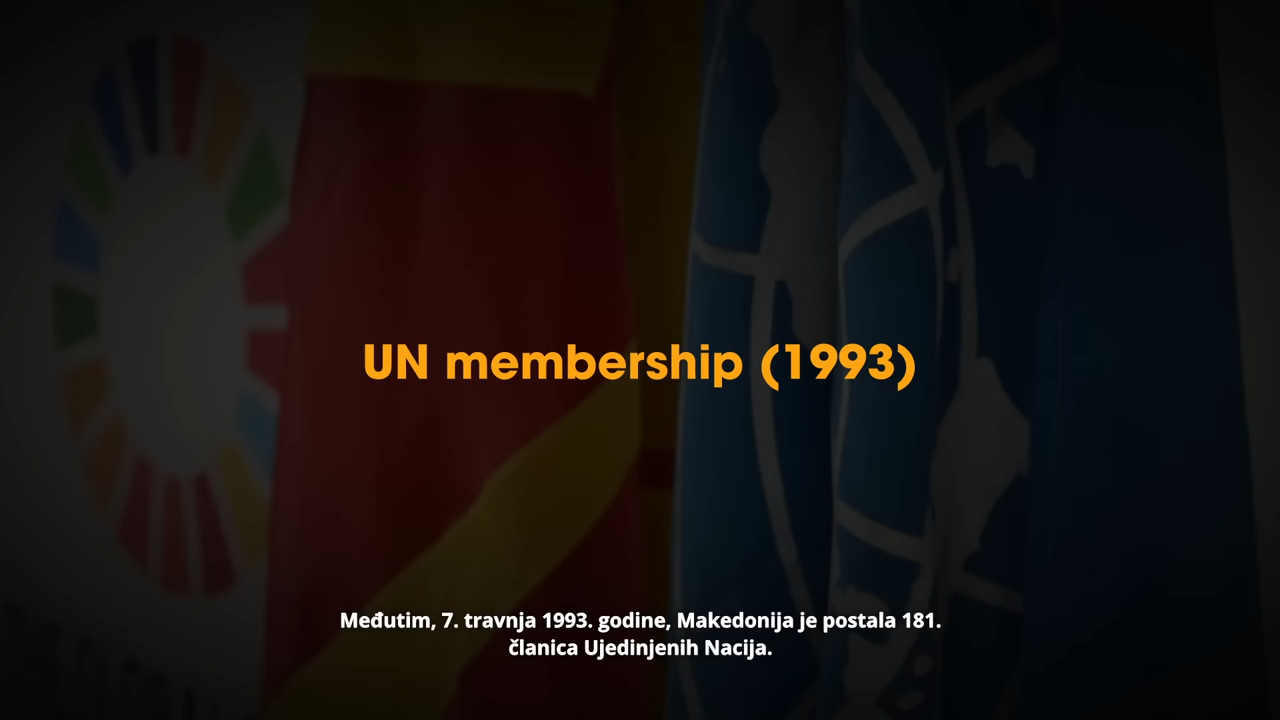 UN membership (1993)
Međutim, 7. travnja 1993. godine, Makedonija je postala 181.
članica Ujedinjenih Nacija.